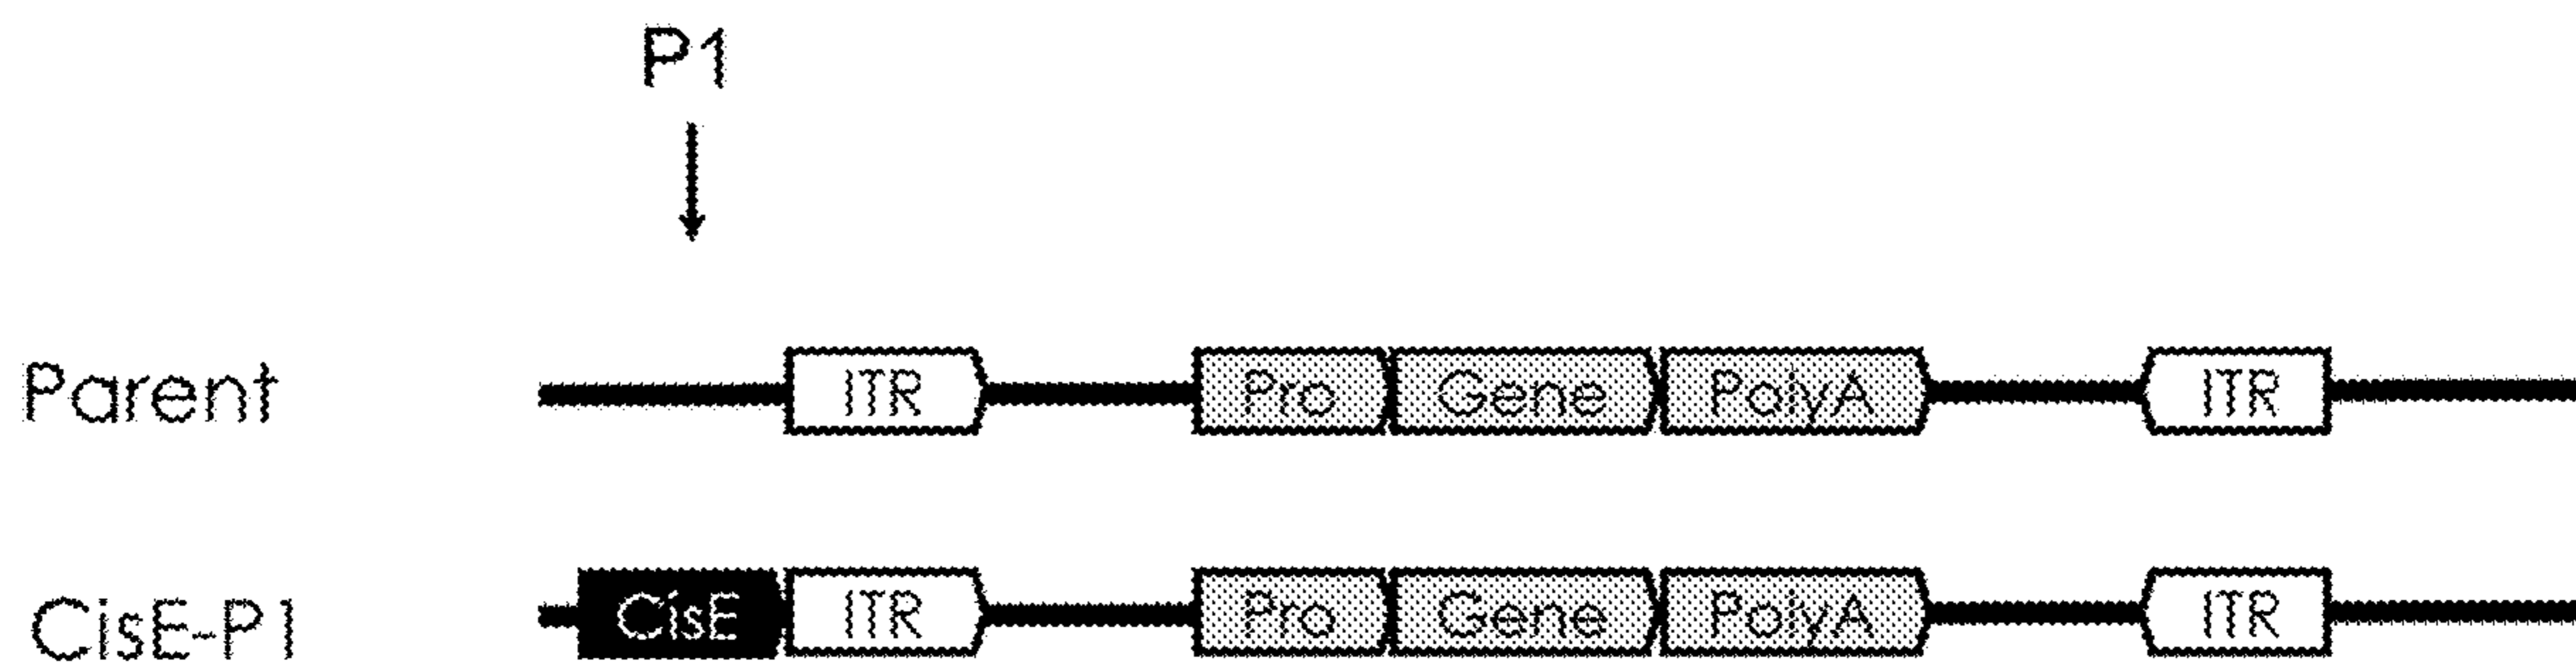 P1
Parent ITR Pro Gene PolyA ITR
CisE-P1 CisE ITR Pro Gene PolyA ITR